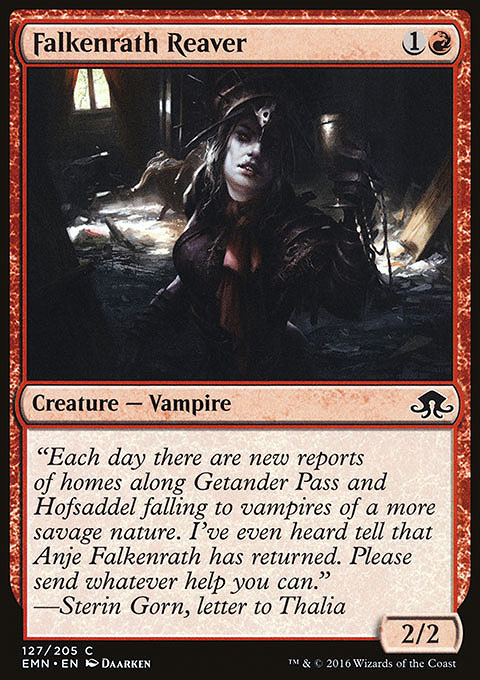 Falkenrath Reaver 1
Creature — Vampire
“Each day there are new reports
of homes along Getander Pass and
Hofsaddel falling to vampires of a more
savage nature. I’ve even heard tell that
Anje Falkenrath has returned. Please
send whatever help you can.”
—Sterin Gorn, letter to Thalia
2/2
127/205 C
EMN • EN DAARKEN
™ & © 2016 Wizards of the Coast